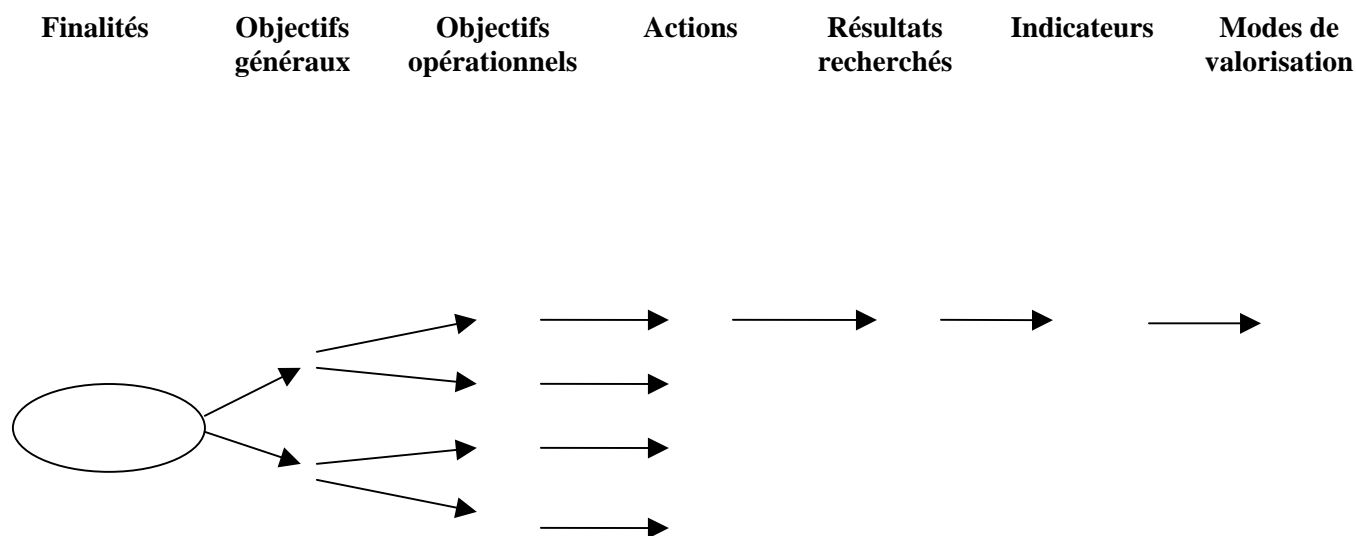 Finalités Objectifs Objectifs Actions Résultats Indicateurs Modes de
généraux opérationnels recherchés valorisation